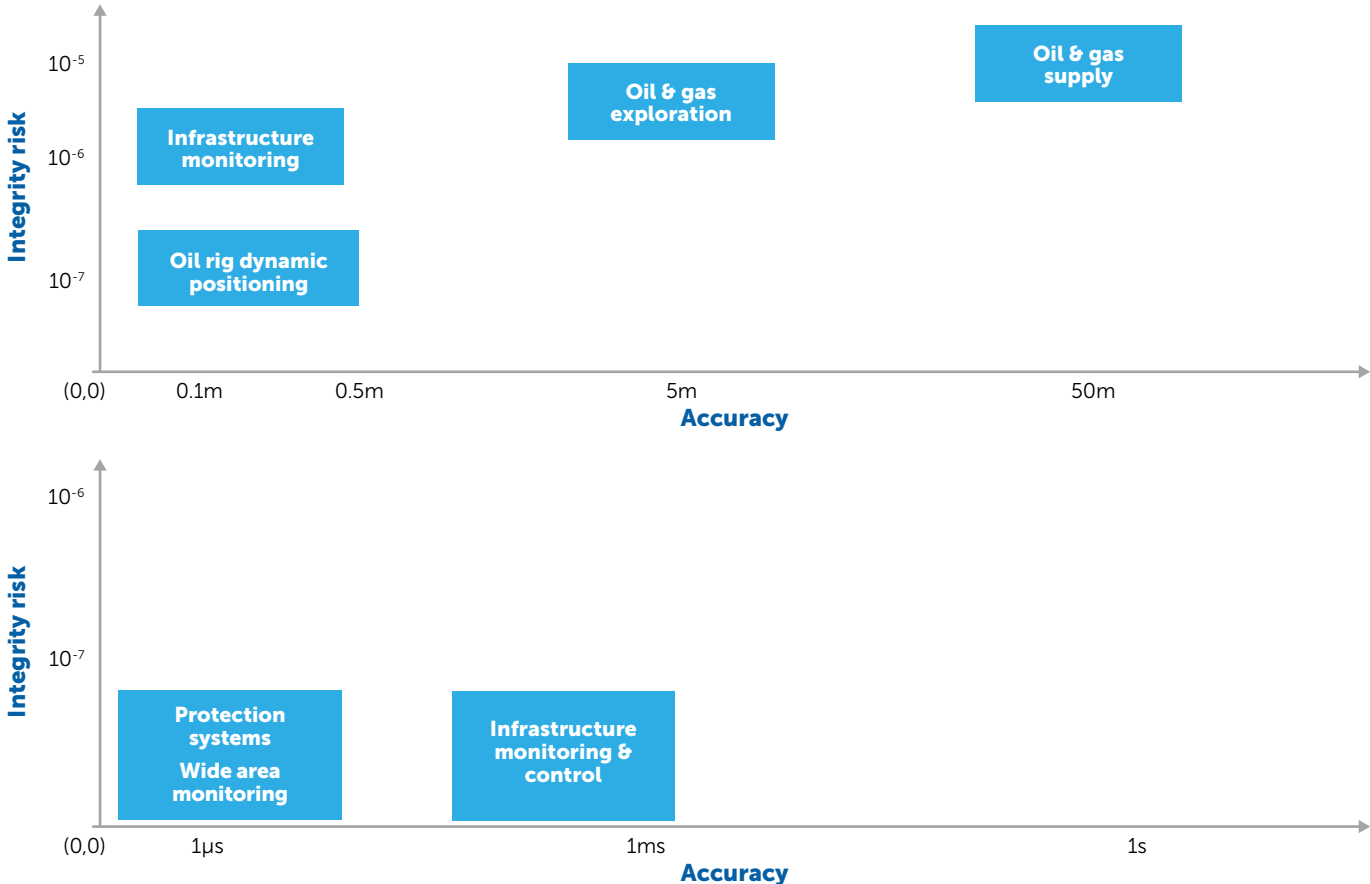 Integrity risk
10⁻⁵
10⁻⁶
10⁻⁷
Oil & gas
supply
Oil & gas
exploration
Infrastructure
monitoring
Oil rig dynamic
positioning
(0,0)
0.1m
0.5m
5m
50m
Accuracy
Integrity risk
10⁻⁶
10⁻⁷
Protection
systems
Wide area
monitoring
Infrastructure
monitoring &
control
(0,0)
1µs
1ms
1s
Accuracy